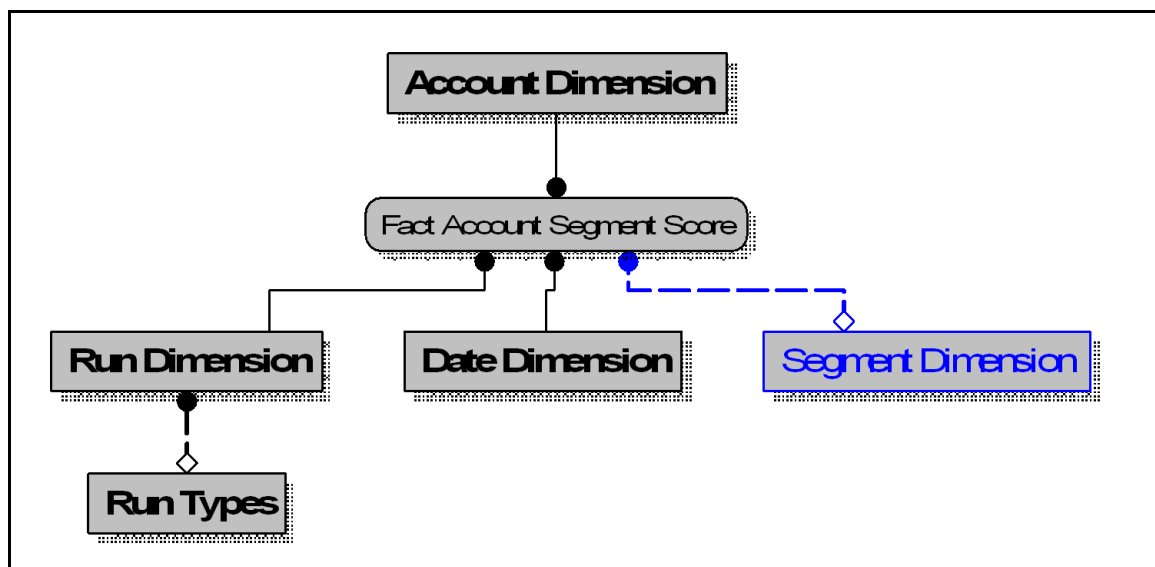 Account Dimension
Fact Account Segment Score
Run Dimension
Date Dimension
Segment Dimension
Run Types